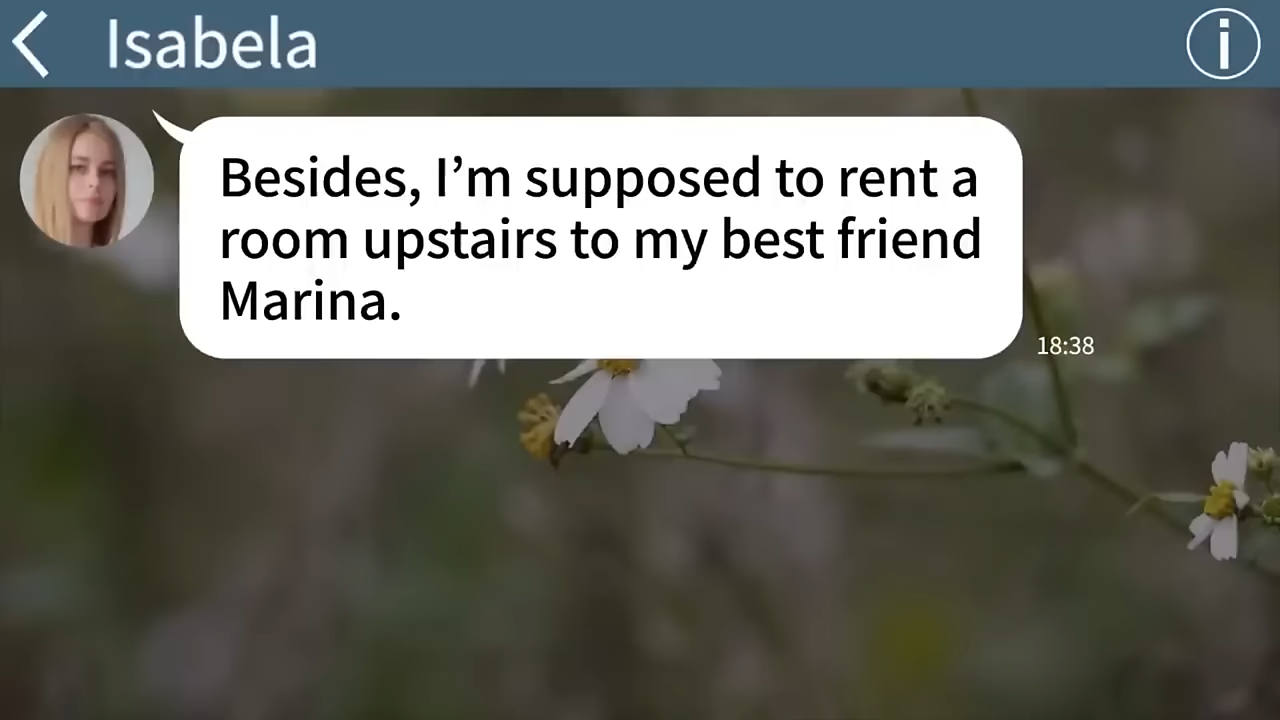 Isabela
Besides, I’m supposed to rent a
room upstairs to my best friend
Marina.
18:38